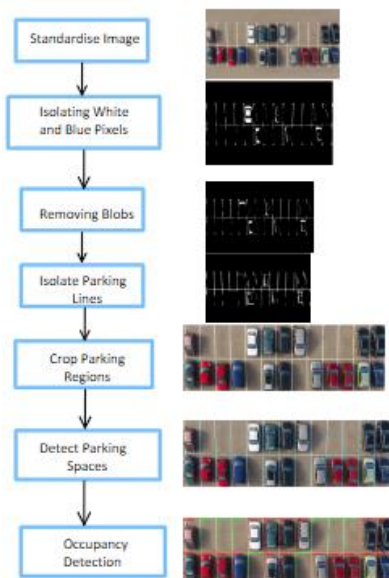 Standardise Image
Isolating White
and Blue Pixels
Removing Blobs
Isolate Parking
Lines
Crop Parking
Regions
Detect Parking
Spaces
Occupancy
Detection